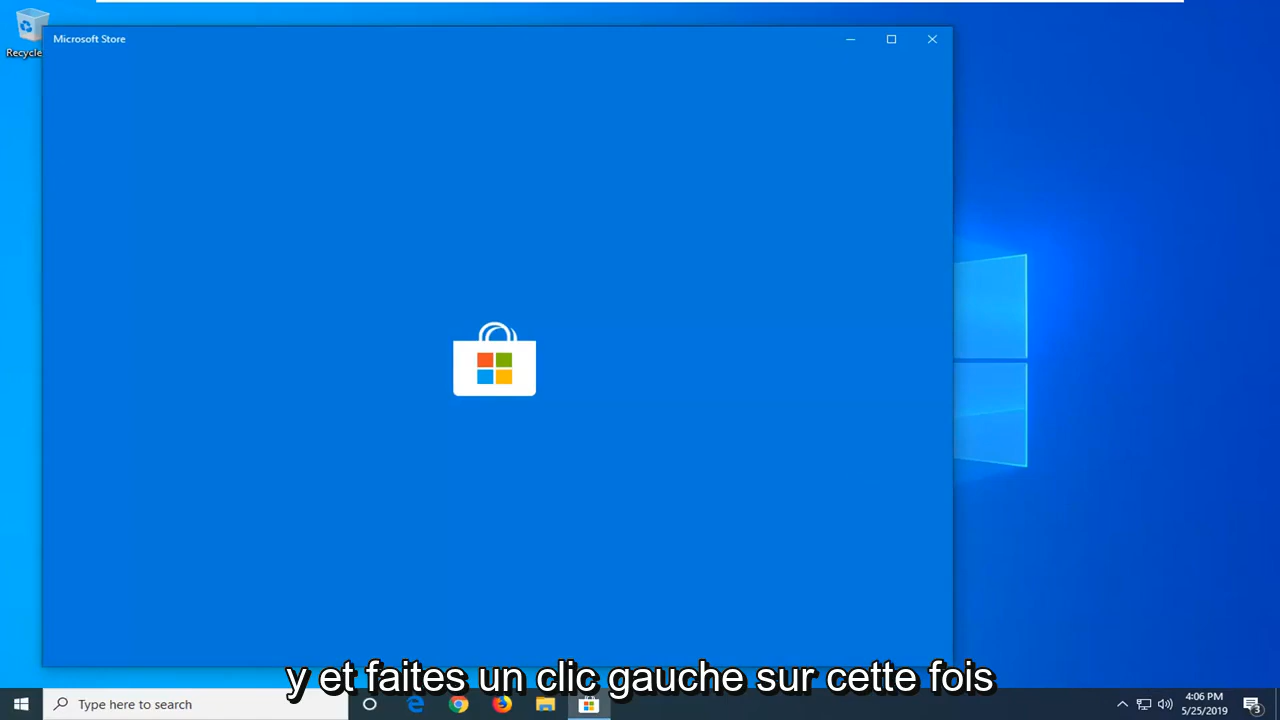 Recycle
Microsoft Store
y et faites un clic gauche sur cette fois
Type here to search
4:06 PM
5/25/2019
3